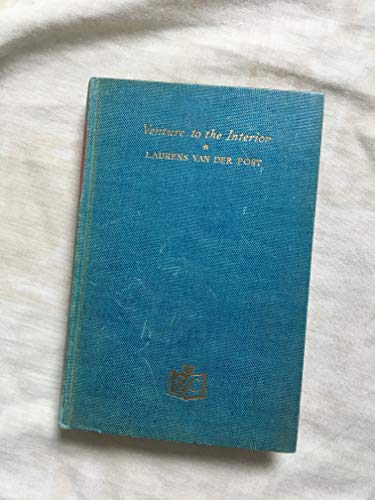 Venture to the Interior
LAURENS VAN DER POST